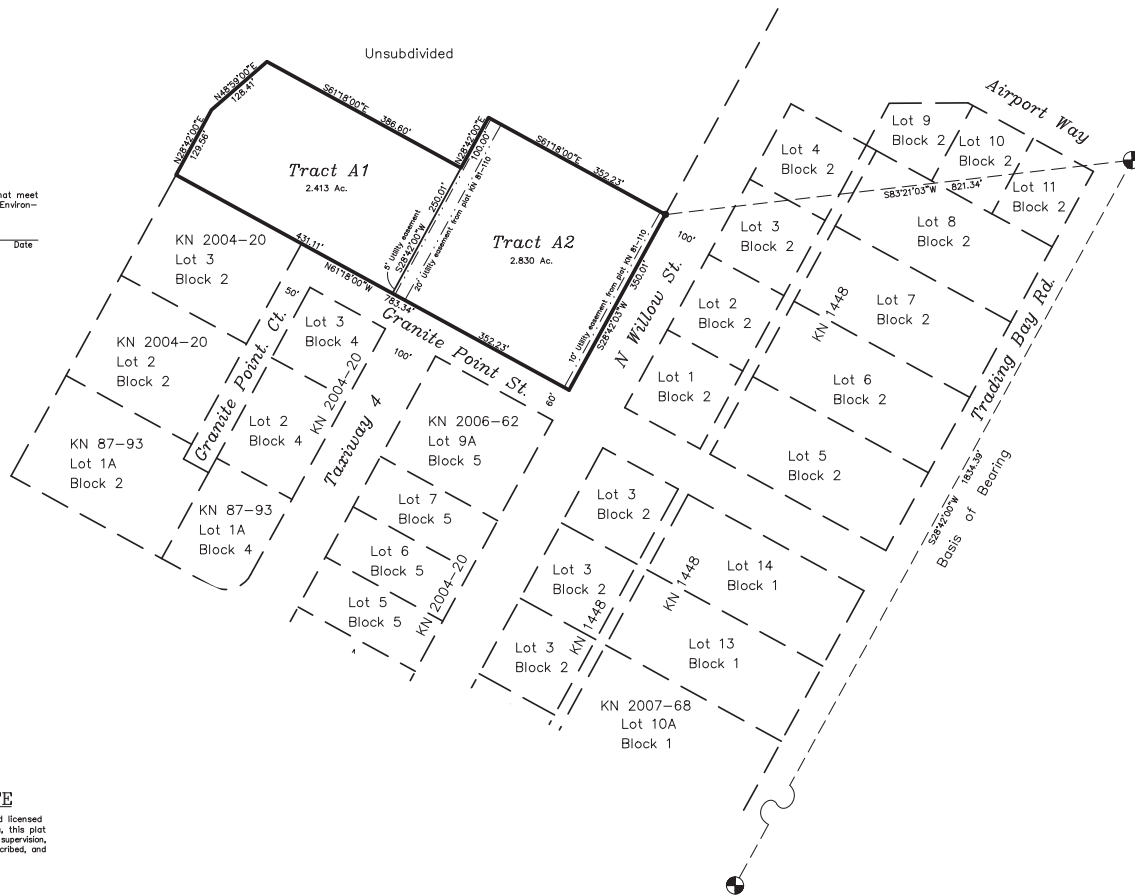 Unsubdivided
N48°59'00"E
128.41'
S61°18'00"E
386.60'
N28°42'00"E
129.56'
N28°42'00"E
100.00'
S61°18'00"E
352.23'
Tract A1
2.413 Ac.
Tract A2
2.830 Ac.
5' Utility easement
S28°42'00"W
250.01'
20' Utility easement from plat KN 81-110
10' Utility easement from plat KN 81-110
S28°42'03"W
350.01'
431.11'
N61°18'00"W
783.34'
352.23'
Granite Point St.
60'
100'
N Willow St.
Airport Way
S83°21'03"W
821.34'
Lot 9
Block 2
Lot 10
Block 2
Lot 11
Block 2
Lot 4
Block 2
Lot 8
Block 2
Lot 3
Block 2
Lot 7
Block 2
KN 1448
Lot 2
Block 2
Lot 6
Block 2
Lot 1
Block 2
Lot 5
Block 2
Trading Bay Rd.
S28°42'00"W
1834.39'
Basis of Bearing
hat meet
Environ-
Date
KN 2004-20
Lot 3
Block 2
KN 2004-20
Lot 2
Block 2
KN 87-93
Lot 1A
Block 2
50'
Granite Point. Ct.
Lot 3
Block 4
Lot 2
Block 4
KN 2004-20
KN 87-93
Lot 1A
Block 4
100'
Taxiway 4
KN 2006-62
Lot 9A
Block 5
Lot 7
Block 5
Lot 6
Block 5
Lot 5
Block 5
KN 2004-20
Lot 3
Block 2
Lot 3
Block 2
Lot 3
Block 2
KN 1448
KN 1448
Lot 14
Block 1
Lot 13
Block 1
KN 2007-68
Lot 10A
Block 1
d licensed
, this plat
supervision,
cribed, and